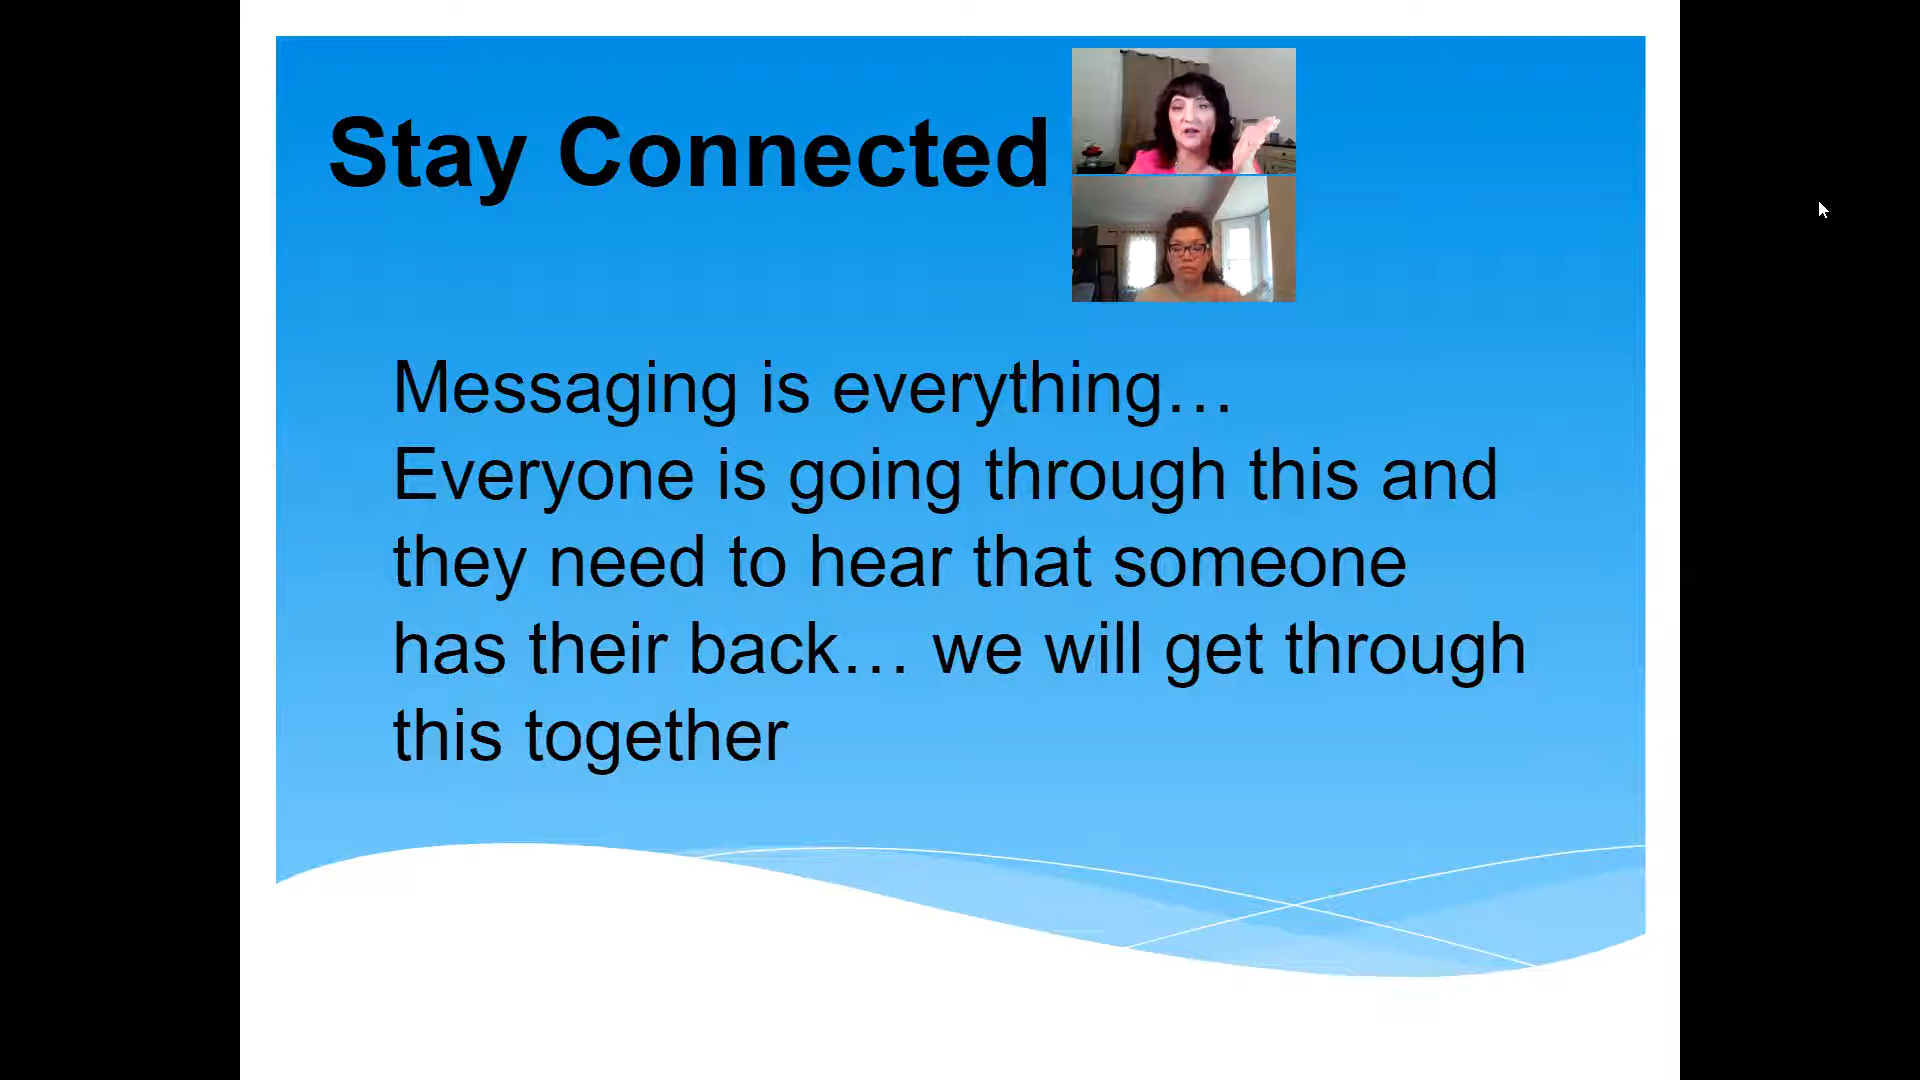 Stay Connected
Messaging is everything…
Everyone is going through this and
they need to hear that someone
has their back… we will get through
this together